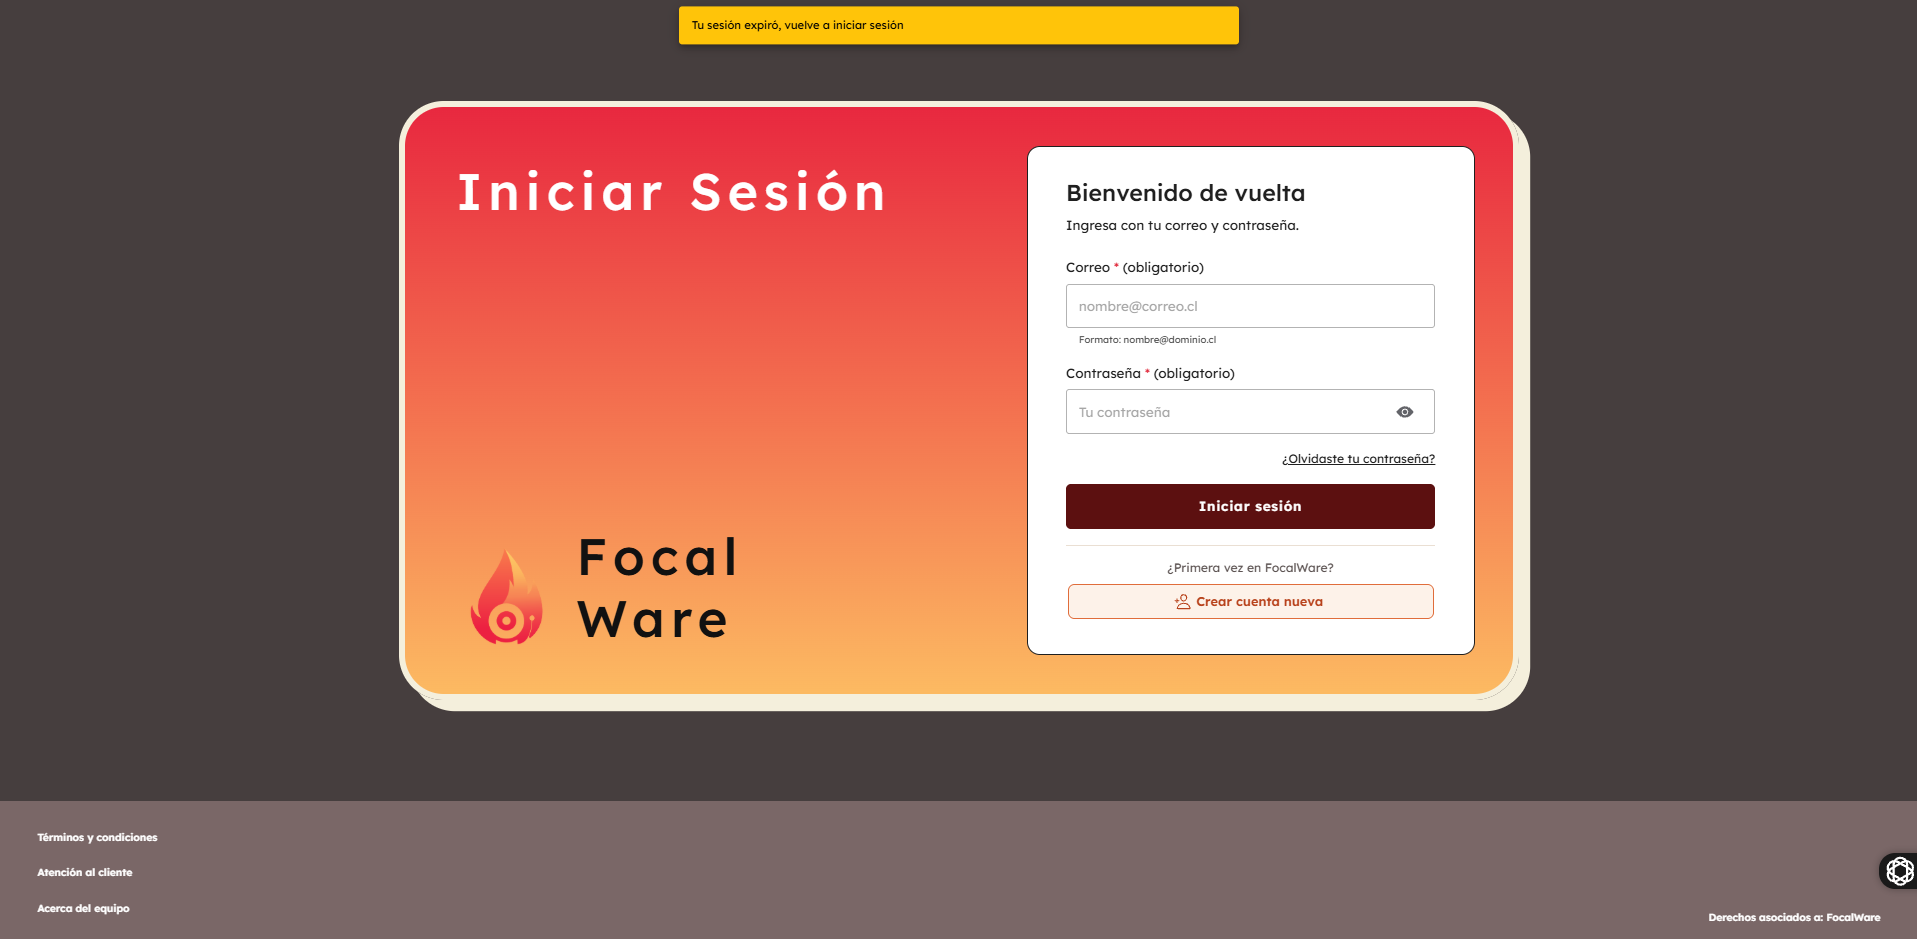 Tu sesión expiró, vuelve a iniciar sesión
Iniciar Sesión
Focal
Ware
Bienvenido de vuelta
Ingresa con tu correo y contraseña.
Correo * (obligatorio)
nombre@correo.cl
Formato: nombre@dominio.cl
Contraseña * (obligatorio)
Tu contraseña
¿Olvidaste tu contraseña?
Iniciar sesión
¿Primera vez en FocalWare?
Crear cuenta nueva
Términos y condiciones
Atención al cliente
Acerca del equipo
Derechos asociados a: FocalWare